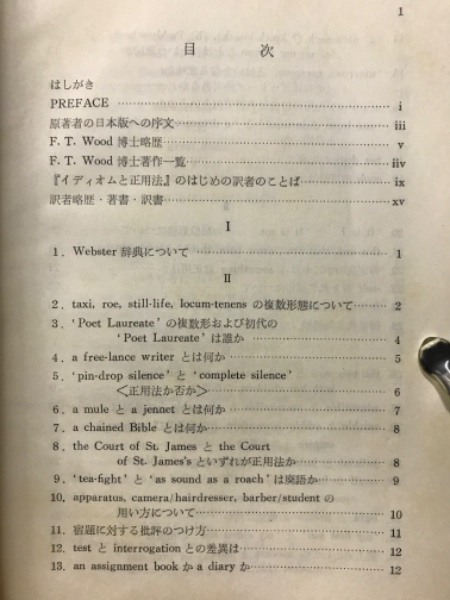 1
目次
はしがき
PREFACE ………………………………………… i
原著者の日本版への序文………………………………… iii
F. T. Wood 博士略歴 ………………………………… v
F. T. Wood 博士著作一覧………………………………… iiv
『イディオムと正用法』のはじめの訳者のことば……………… ix
訳者略歴・著書・訳書………………………………… xv
I
1. Webster 辞典について ………………………………… 1
II
2. taxi, roe, still-life, locum-tenens の複数形態について…… 2
3. 'Poet Laureate' の複数形および初代の
'Poet Laureate' は誰か ………………………… 4
4. a free-lance writer とは何か ………………………… 5
5. 'pin-drop silence' と 'complete silence'
＜正用法か否か＞………………………………… 6
6. a mule と a jennet とは何か ………………………… 7
7. a chained Bible とは何か ………………………… 8
8. the Court of St. James と the Court
of St. James's といずれが正用法か ……………… 8
9. 'tea-fight' と 'as sound as a roach' は廃語か………… 9
10. apparatus, camera/hairdresser, barber/student の
用い方について………………………………… 10
11. 宿題に対する批評のつけ方 ………………………… 11
12. test と interrogation との差異は ……………………… 12
13. an assignment book か a diary か ……………………… 12